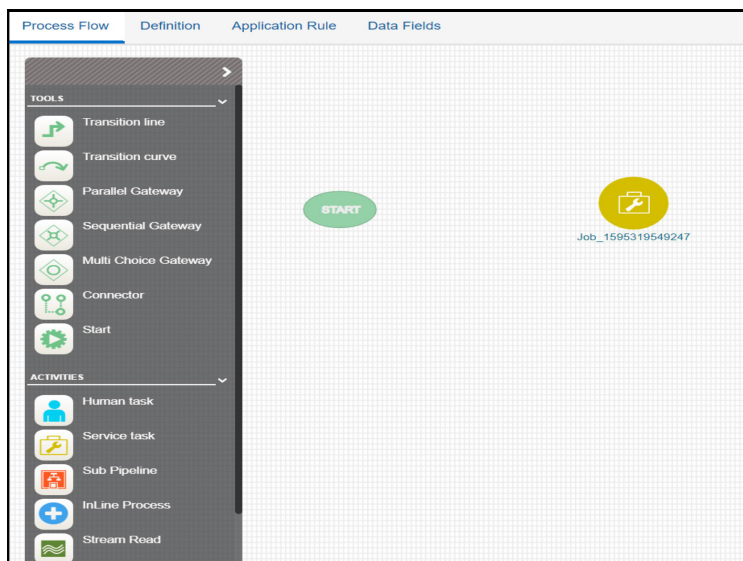 Process Flow Definition Application Rule Data Fields
TOOLS
Transition line
Transition curve
Parallel Gateway
Sequential Gateway
Multi Choice Gateway
Connector
Start
ACTIVITIES
Human task
Service task
Sub Pipeline
InLine Process
Stream Read
START
Job_1595319549247